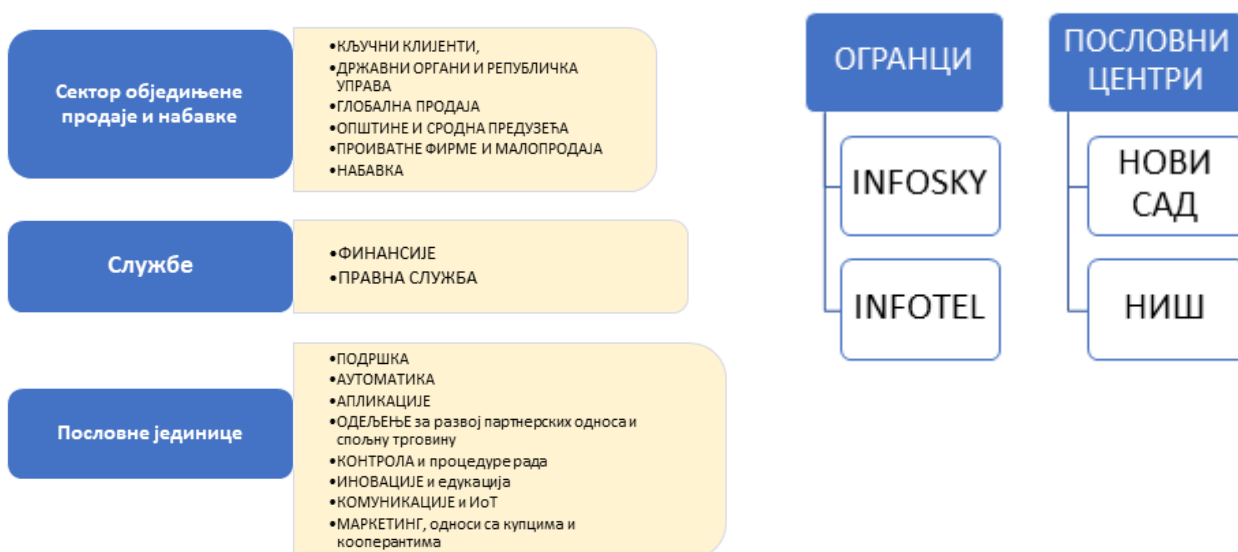 Сектор обједињене
продаје и набавке
•КЉУЧНИ КЛИЈЕНТИ,
•ДРЖАВНИ ОРГАНИ И РЕПУБЛИЧКА
УПРАВА
•ГЛОБАЛНА ПРОДАЈА
•ОПШТИНЕ И СРОДНА ПРЕДУЗЕЋА
•ПРОИВАТНЕ ФИРМЕ И МАЛОПРОДАЈА
•НАБАВКА
Службе
•ФИНАНСИЈЕ
•ПРАВНА СЛУЖБА
Пословне јединице
•ПОДРШКА
•АУТОМАТИКА
•АПЛИКАЦИЈЕ
•ОДЕЉЕЊЕ за развој партнерских односа и
спољну трговину
•КОНТРОЛА и процедуре рада
•ИНОВАЦИЈЕ и едукација
•КОМУНИКАЦИЈЕ и ИоТ
•МАРКЕТИНГ, односи са купцима и
кооперантима
ОГРАНЦИ
INFOSKY
INFOTEL
ПОСЛОВНИ
ЦЕНТРИ
НОВИ
САД
НИШ